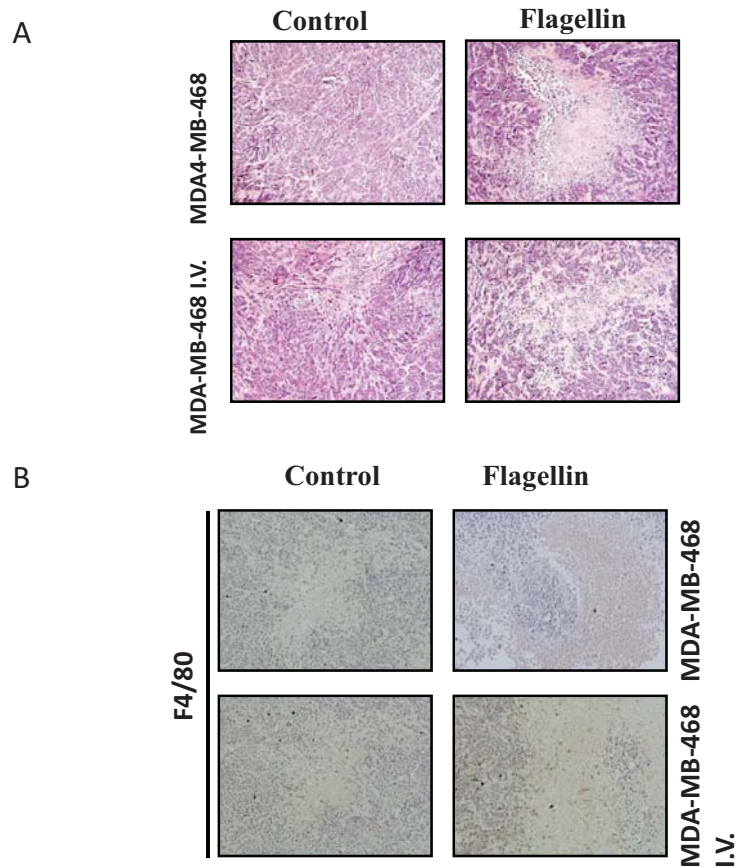 A
Control
Flagellin
MDA4-MB-468
MDA-MB-468 I.V.
B
Control
Flagellin
F4/80
MDA-MB-468
MDA-MB-468
I.V.